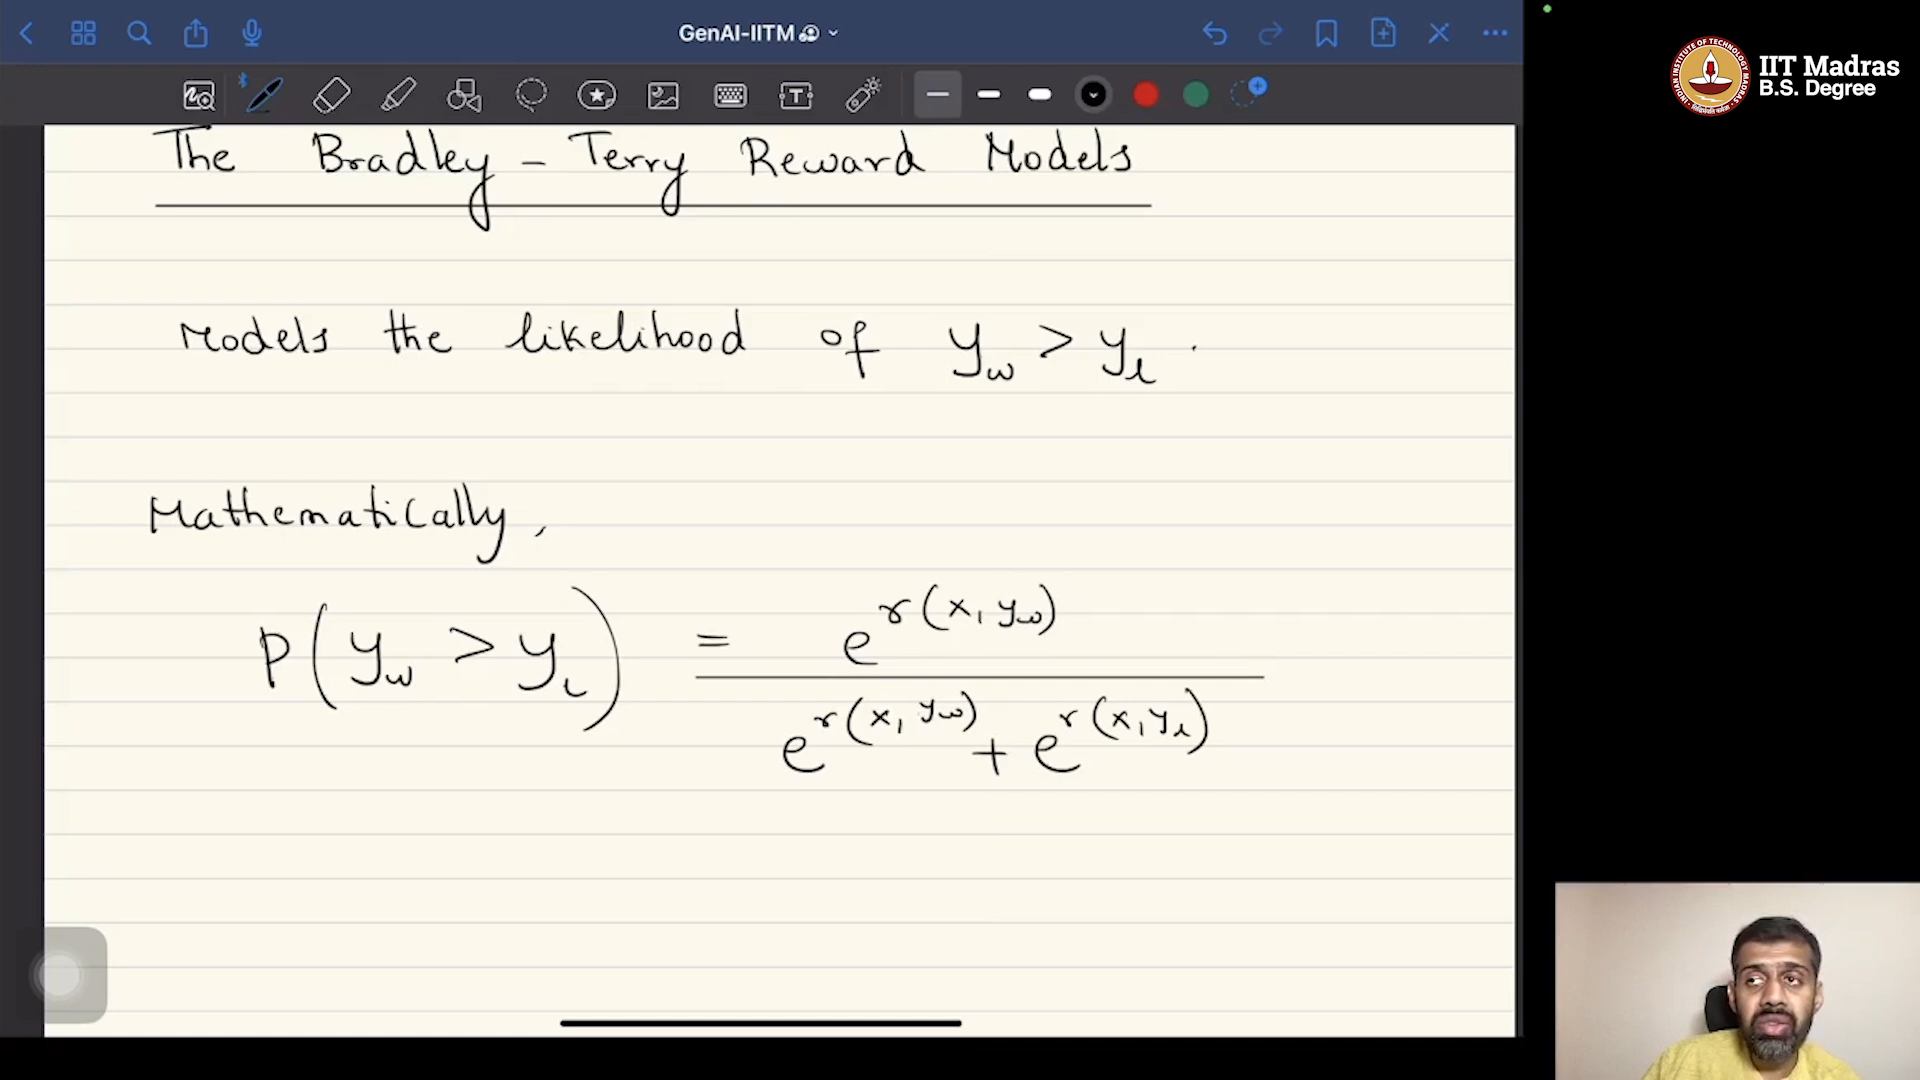 GenAI-IITM
IIT Madras
B.S. Degree
The Bradley - Terry Reward Models
Models the likelihood of y_w > y_l .
Mathematically,
p(y_w > y_l) = e^{r(x, y_w)} / (e^{r(x, y_w)} + e^{r(x, y_l)})